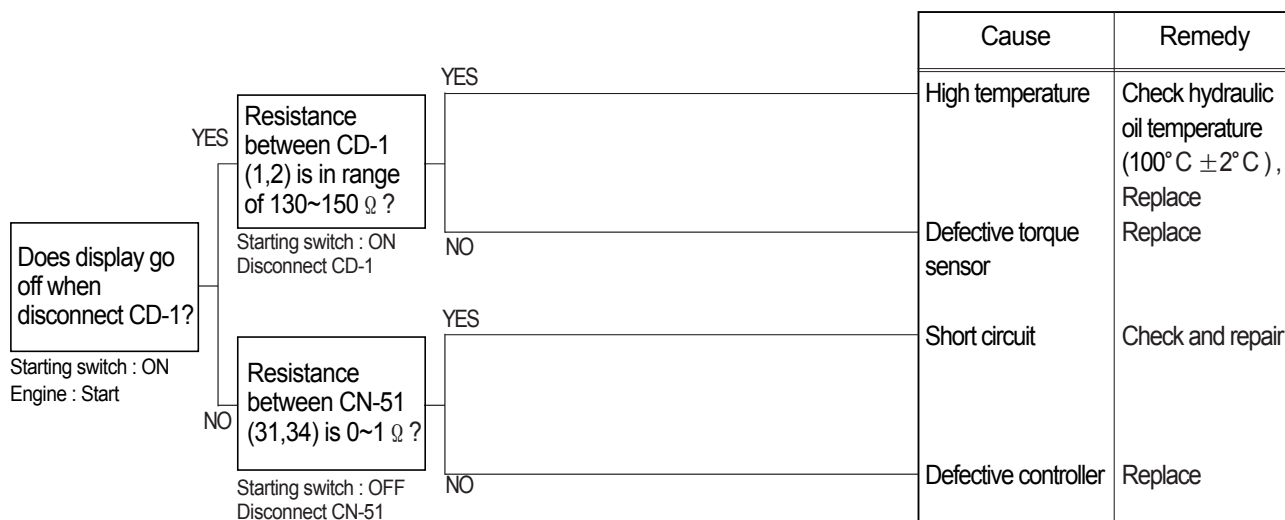 Cause
Remedy
YES
High temperature
Check hydraulic
oil temperature
(100°C ±2°C),
Replace
YES
Resistance
between CD-1
(1,2) is in range
of 130~150 Ω ?
Starting switch : ON
Disconnect CD-1
NO
Defective torque
sensor
Replace
Does display go
off when
disconnect CD-1?
Starting switch : ON
Engine : Start
YES
Short circuit
Check and repair
NO
Resistance
between CN-51
(31,34) is 0~1 Ω ?
Starting switch : OFF
Disconnect CN-51
NO
Defective controller
Replace